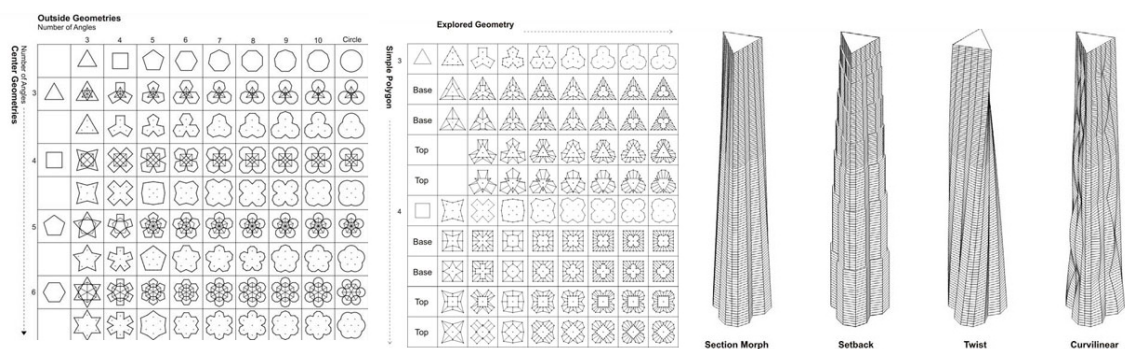 Outside Geometries
Number of Angles
3 4 5 6 7 8 9 10 Circle
Number of Angles
Center Geometries
3
4
5
6
Explored Geometry
Simple Polygon
3
Base
Base
Top
Top
4
Base
Base
Top
Top
Section Morph
Setback
Twist
Curvilinear